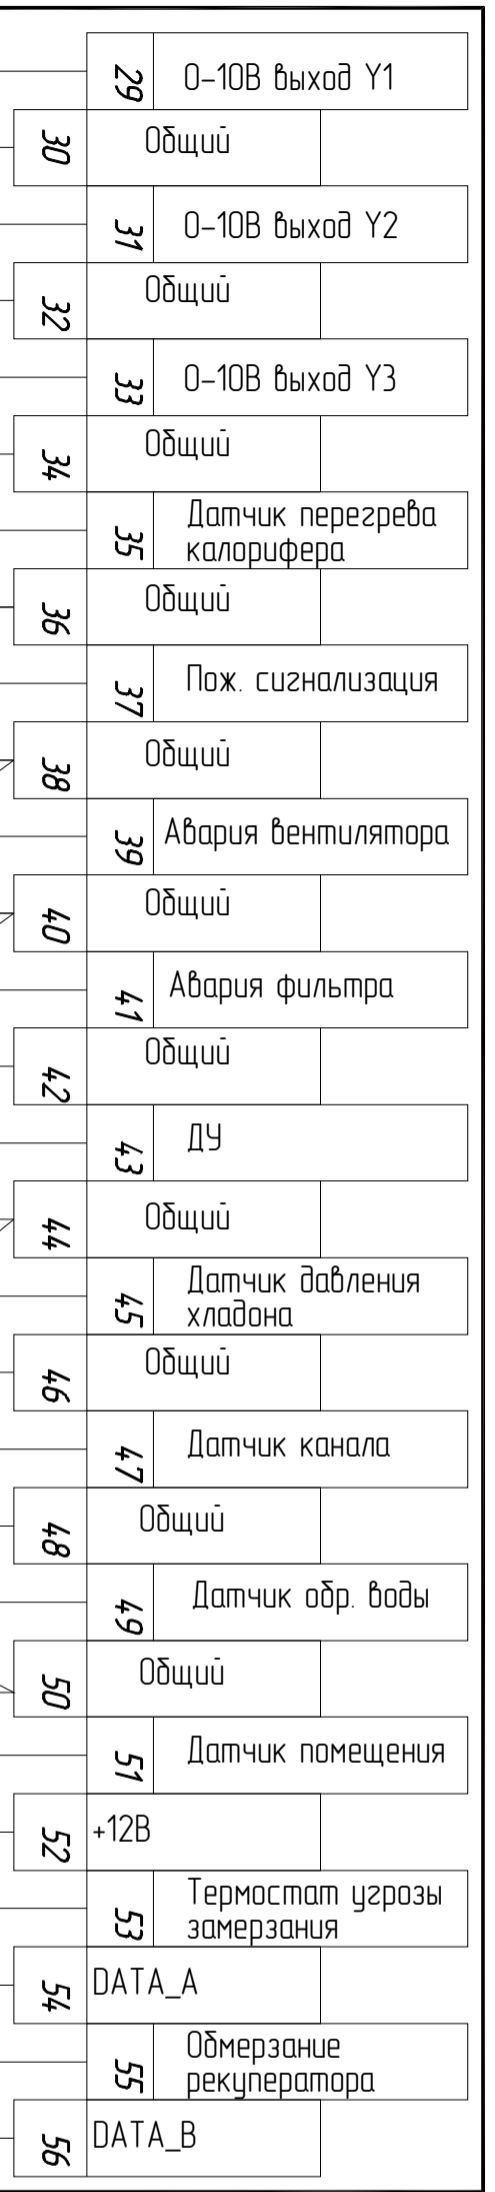 29 0-10В выход Y1
30 Общий
31 0-10В выход Y2
32 Общий
33 0-10В выход Y3
34 Общий
35 Датчик перегрева
калорифера
36 Общий
37 Пож. сигнализация
38 Общий
39 Авария вентилятора
40 Общий
41 Авария фильтра
42 Общий
43 ДУ
44 Общий
45 Датчик давления
хладона
46 Общий
47 Датчик канала
48 Общий
49 Датчик обр. воды
50 Общий
51 Датчик помещения
52 +12В
53 Термостат угрозы
замерзания
54 DATA_A
55 Обмерзание
рекуператора
56 DATA_B